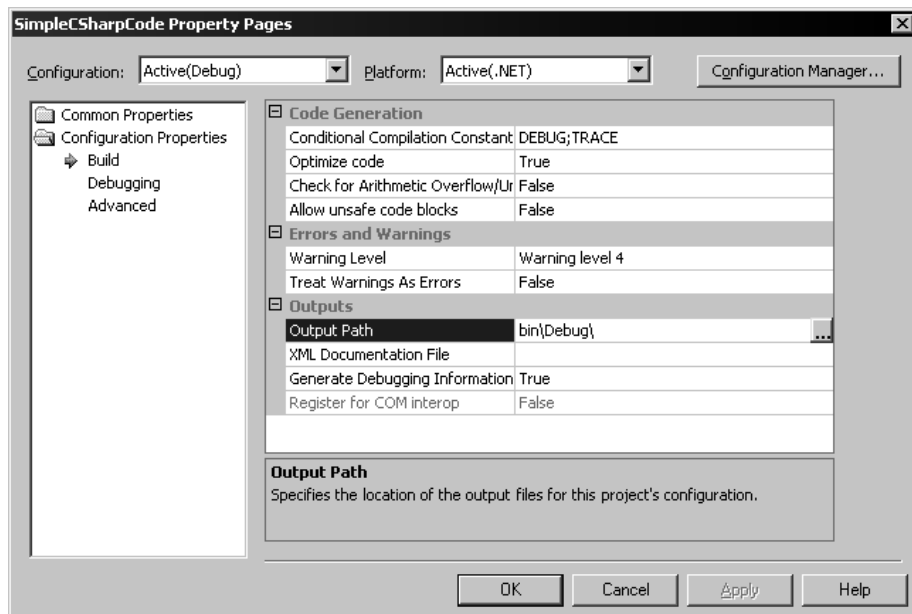 SimpleCSharpCode Property Pages
Configuration: Active(Debug) Platform: Active(.NET) Configuration Manager...
Common Properties
Configuration Properties
Build
Debugging
Advanced
Code Generation
Conditional Compilation Constant DEBUG;TRACE
Optimize code True
Check for Arithmetic Overflow/Ur False
Allow unsafe code blocks False
Errors and Warnings
Warning Level Warning level 4
Treat Warnings As Errors False
Outputs
Output Path bin\Debug\ ...
XML Documentation File
Generate Debugging Information True
Register for COM interop False
Output Path
Specifies the location of the output files for this project's configuration.
OK Cancel Apply Help